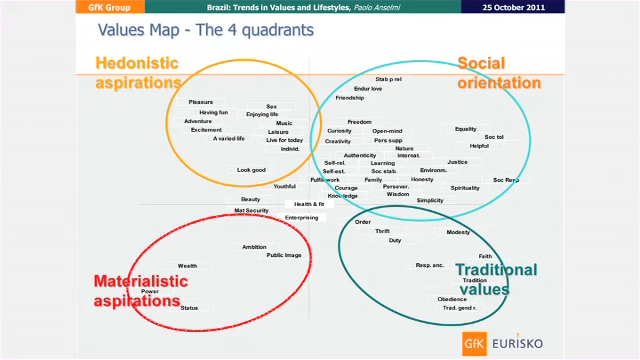 GfK Group
Brazil: Trends in Values and Lifestyles, Paolo Anselmi
25 October 2011
Values Map - The 4 quadrants
Hedonistic
aspirations
Social
orientation
Stab p rel
Endur love
Friendship
Pleasure
Sex
Having fun
Enjoying life
Adventure
Music
Excitement
Leisure
A varied life
Live for today
Individ.
Look good
Freedom
Curiosity
Open-mind
Equality
Creativity
Pers supp
Soc tol
Nature
Helpful
Authenticity
Internat.
Self-rel.
Learning
Justice
Self-est.
Soc stab.
Environm.
Fulfil work
Family
Honesty
Soc Resp
Youthful
Courage
Persever.
Spirituality
Knowledge
Wisdom
Simplicity
Beauty
Health & fit
Mat Security
Enterprising
Order
Thrift
Modesty
Duty
Ambition
Public Image
Wealth
Faith
Resp. anc.
Materialistic
aspirations
Traditional
values
Power
Tradition
Status
Obedience
Trad. gend r.
GfK EURISKO